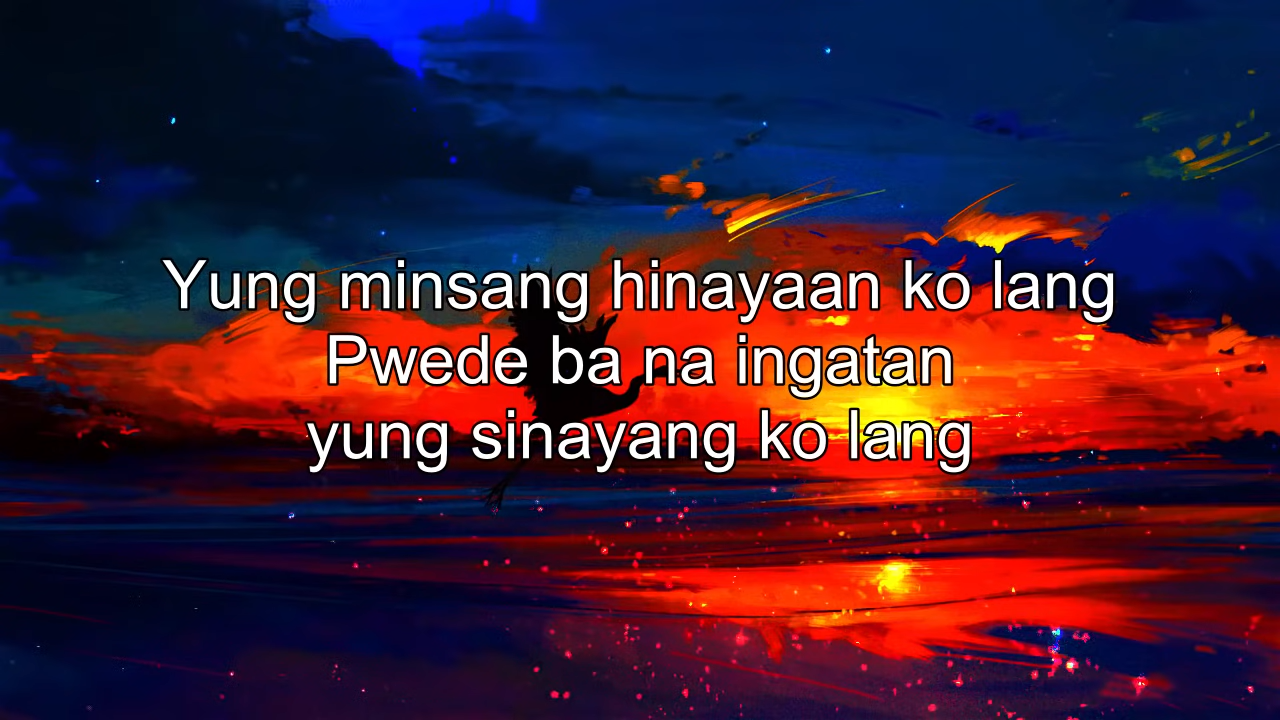 Yung minsang hinayaan ko lang
Pwede ba na ingatan
yung sinayang ko lang